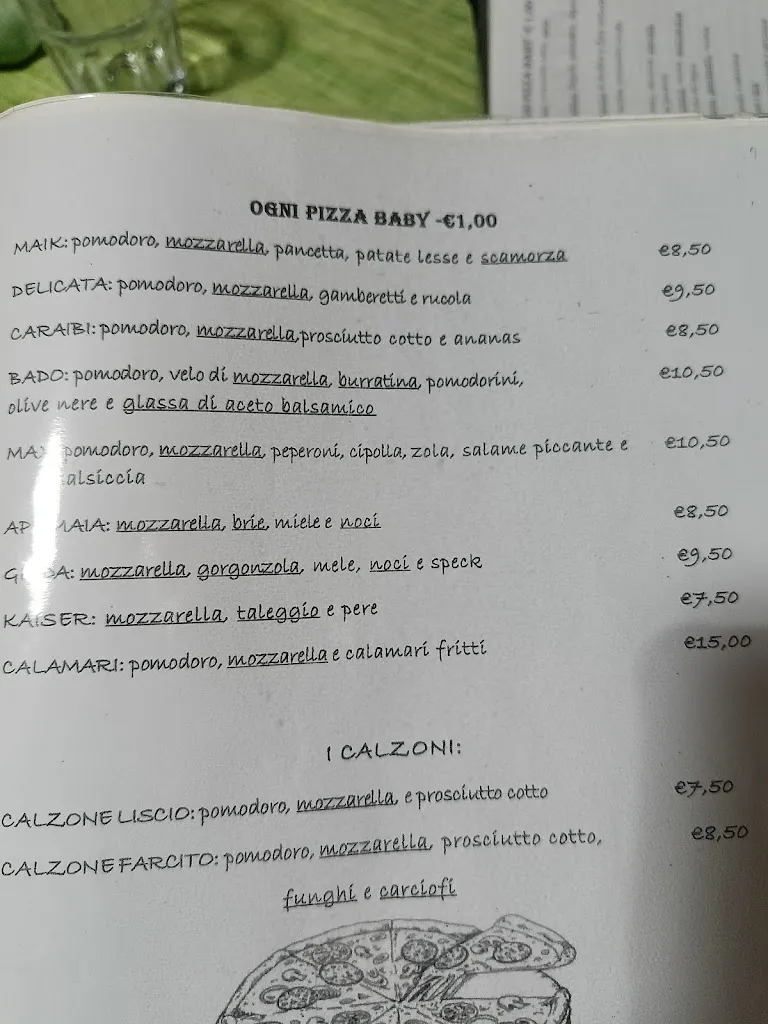 OGNI PIZZA BABY -€1,00
MAIK: pomodoro, mozzarella, pancetta, patate lesse e scamorza €8,50
DELICATA: pomodoro, mozzarella, gamberetti e rucola €9,50
CARAIBI: pomodoro, mozzarella,prosciutto cotto e ananas €8,50
BADO: pomodoro, velo di mozzarella, burratina, pomodorini, €10,50
olive nere e glassa di aceto balsamico
pomodoro, mozzarella, peperoni, cipolla, zola, salame piccante e €10,50
mozzarella, brie, miele e noci €8,50
mozzarella, gorgonzola, mele, noci e speck €9,50
KAISER: mozzarella, taleggio e pere €7,50
CALAMARI: pomodoro, mozzarella e calamari fritti €15,00
I CALZONI:
CALZONE LISCIO: pomodoro, mozzarella, e prosciutto cotto €7,50
CALZONE FARCITO: pomodoro, mozzarella, prosciutto cotto, €8,50
funghi e carciofi